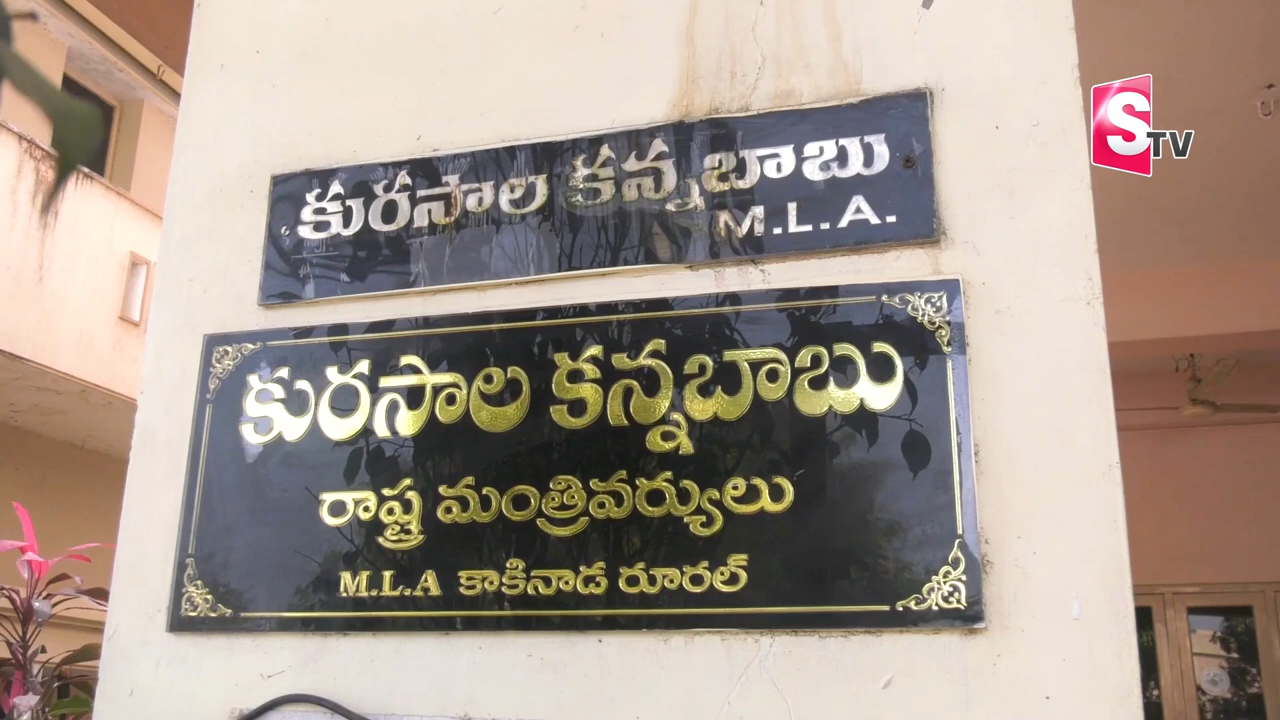 STV
కురసాల కన్నబాబు
M.L.A.
కురసాల కన్నబాబు
రాష్ట్ర మంత్రివర్యులు
M.L.A కాకినాడ రూరల్